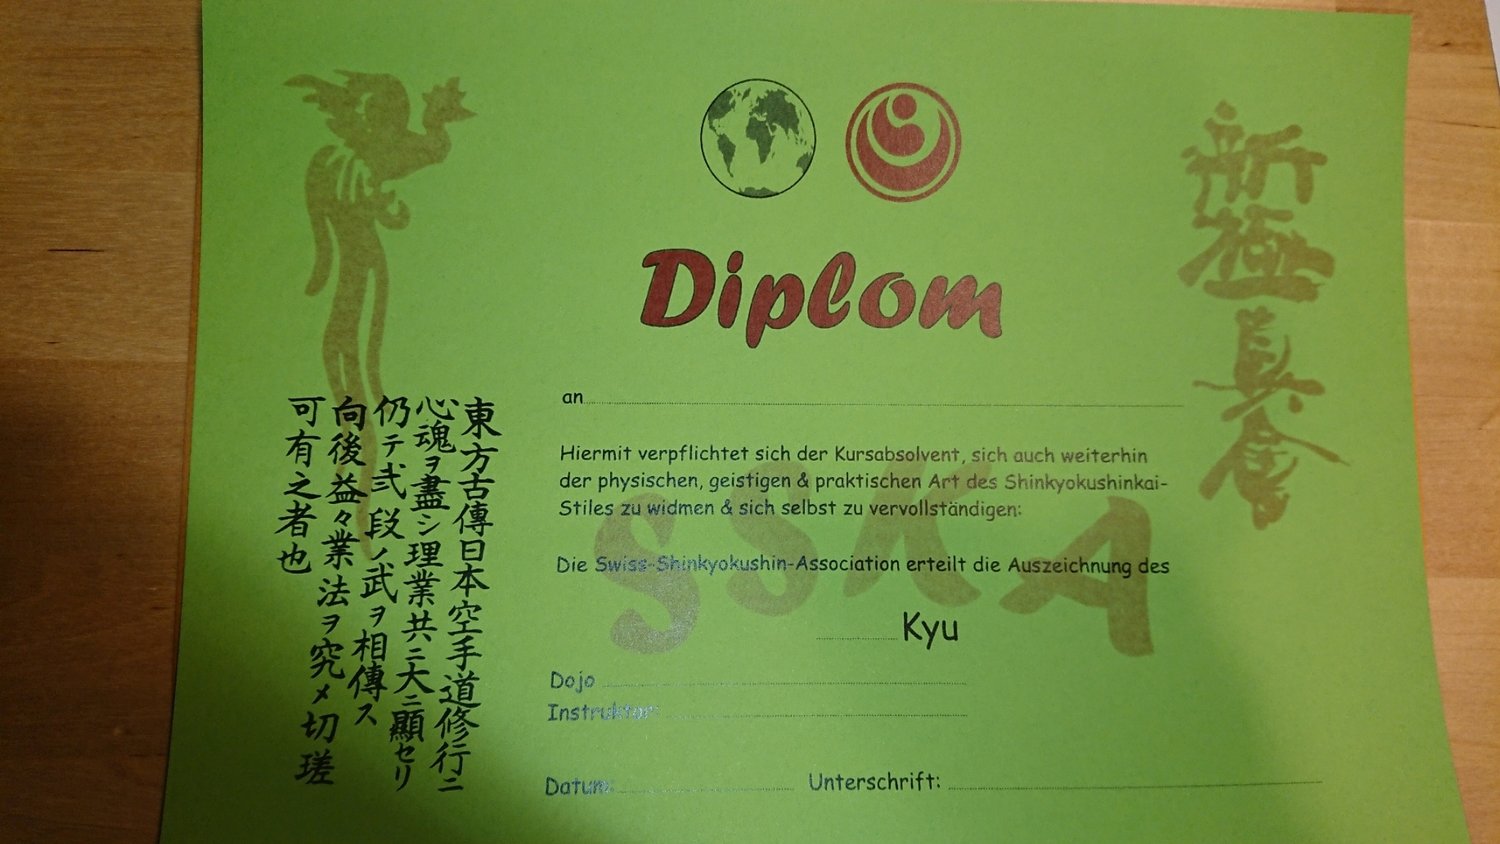 Diplom
an
Hiermit verpflichtet sich der Kursabsolvent, sich auch weiterhin
der physischen, geistigen & praktischen Art des Shinkyokushinkai-
Stiles zu widmen & sich selbst zu vervollständigen:
Die Swiss-Shinkyokushin-Association erteilt die Auszeichnung des
Kyu
Dojo
Instruktor:
Datum:
Unterschrift:
SSKA
新極真會
東方古傳日本空手道修行ニ
心魂ヲ盡シ理業共ニ大ニ顯セリ
仍テ弐段ノ武ヲ相傳ス
向後益々業法ヲ究メ切瑳
可有之者也